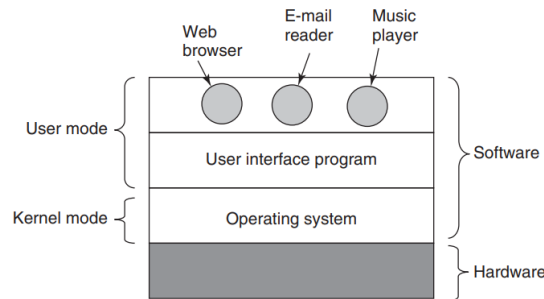 Web
browser
E-mail
reader
Music
player
User mode
User interface program
Software
Kernel mode
Operating system
Hardware